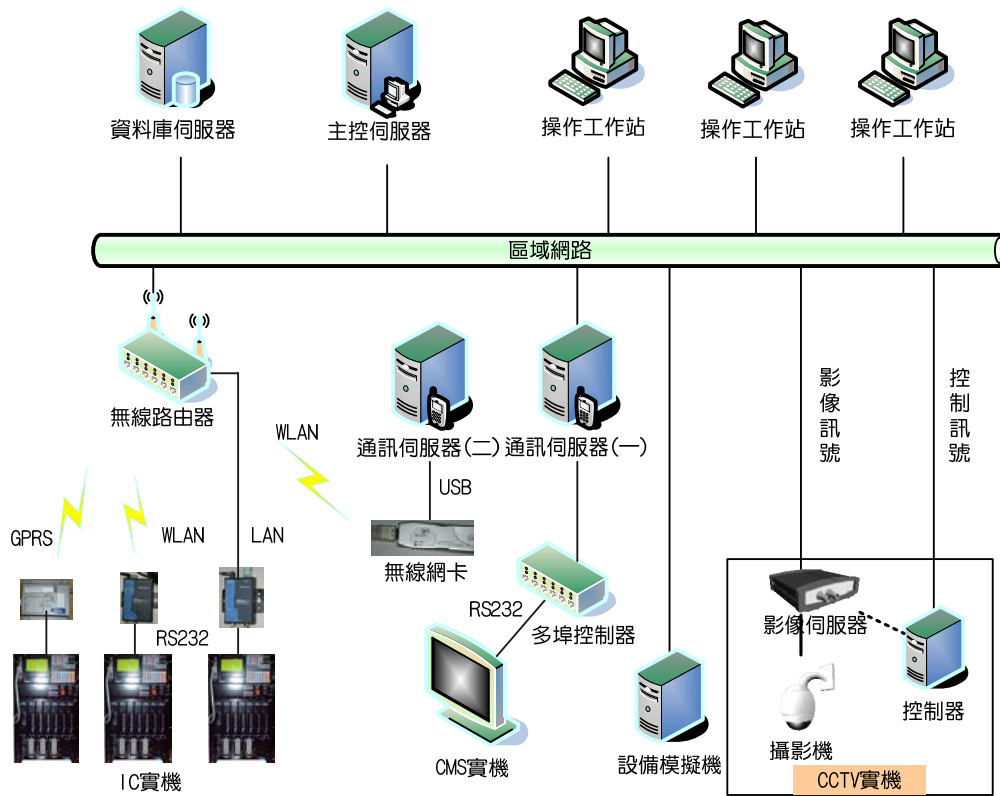 資料庫伺服器
主控伺服器
操作工作站
操作工作站
操作工作站
區域網路
無線路由器
WLAN
通訊伺服器(二)
通訊伺服器(一)
影像訊號
控制訊號
USB
GPRS
WLAN
LAN
無線網卡
RS232
RS232
多埠控制器
影像伺服器
控制器
攝影機
IC實機
CMS實機
設備模擬機
CCTV實機